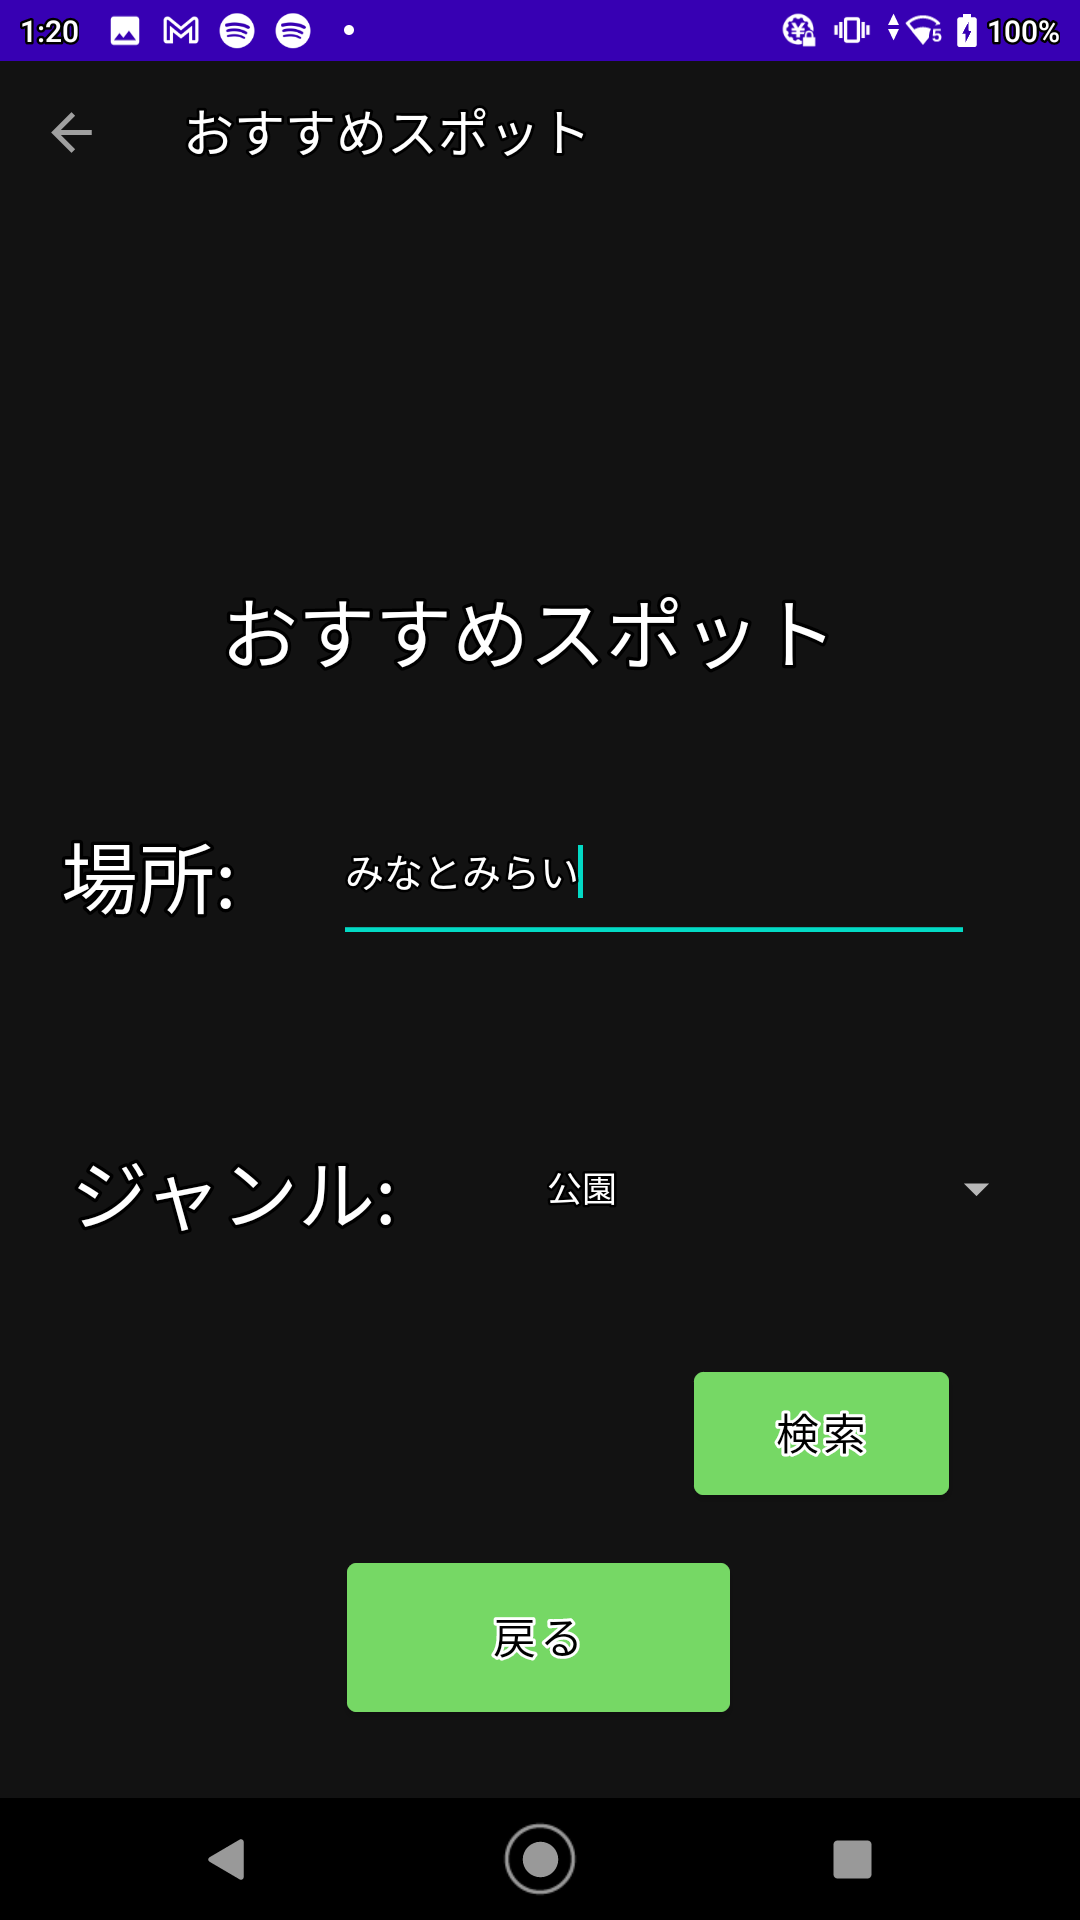 1:20 100%
おすすめスポット
おすすめスポット
場所: みなとみらい
ジャンル: 公園
検索
戻る